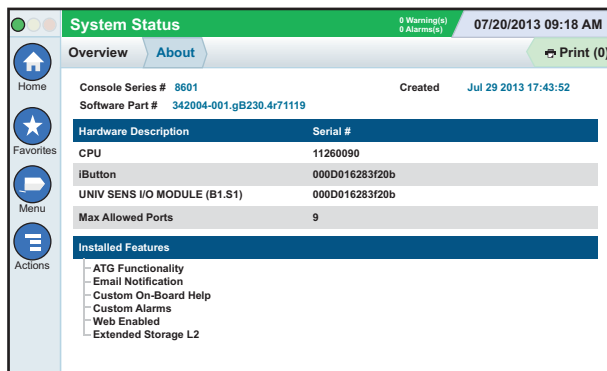 System Status
0 Warning(s)
0 Alarms(s)
07/20/2013 09:18 AM
Overview About Print (0)
Home
Favorites
Menu
Actions
Console Series # 8601 Created Jul 29 2013 17:43:52
Software Part # 342004-001.gB230.4r71119
Hardware Description Serial #
CPU 11260090
iButton 000D016283f20b
UNIV SENS I/O MODULE (B1.S1) 000D016283f20b
Max Allowed Ports 9
Installed Features
ATG Functionality
Email Notification
Custom On-Board Help
Custom Alarms
Web Enabled
Extended Storage L2